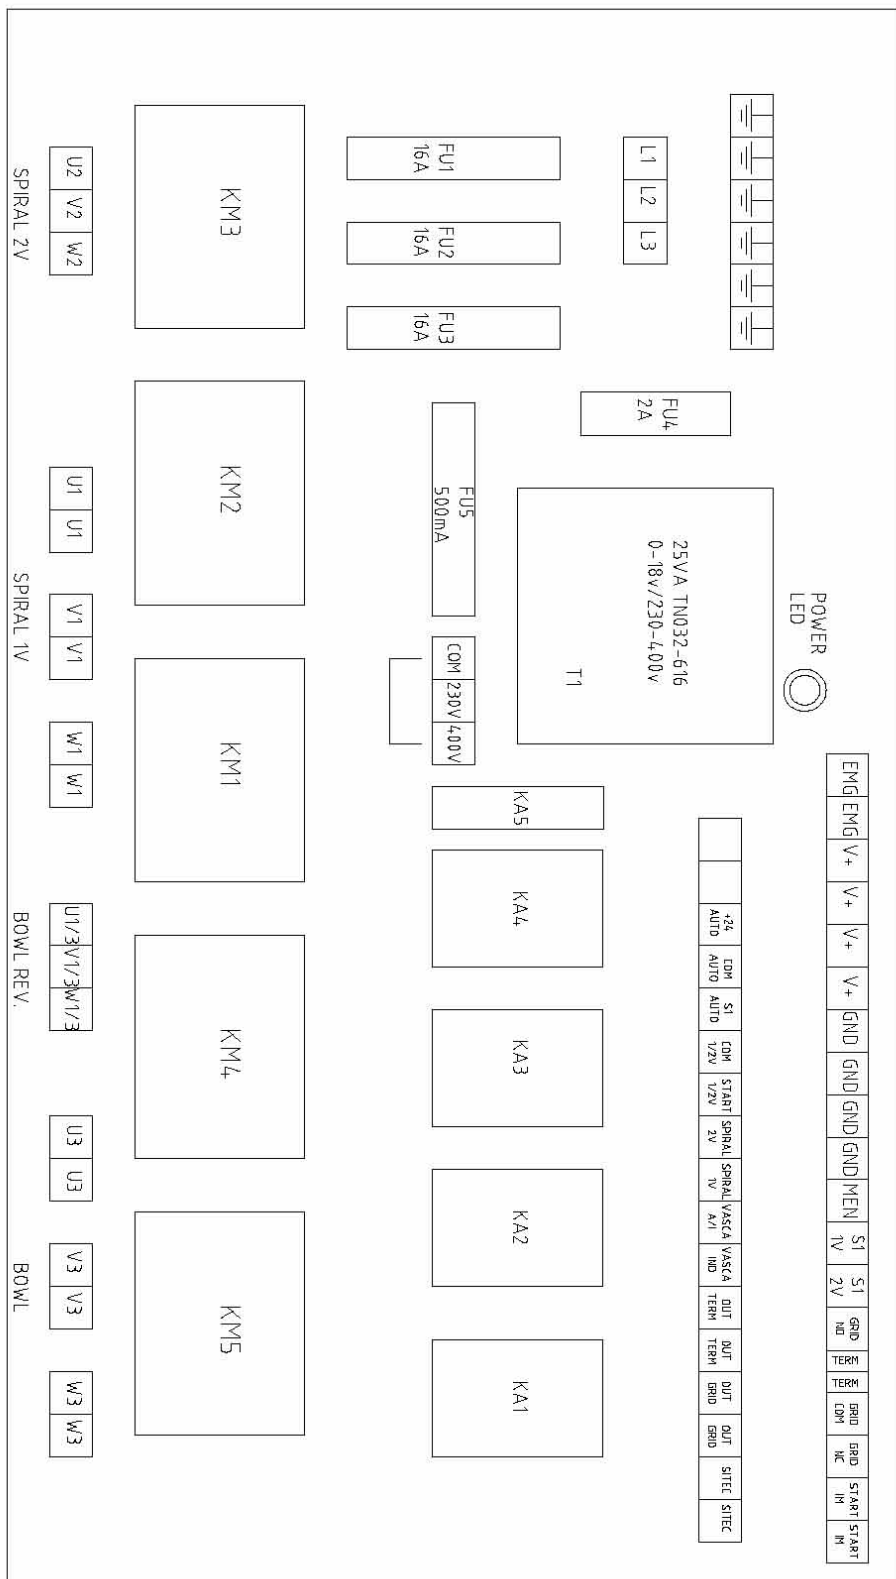 POWER
LED
EMG EMG V+ V+ V+ V+ GND GND GND GND MEN
S1
1V
S1
2V
GRID
NO
TERM
TERM
GRID
COM
GRID
NC
START
IM
START
IM
+24
AUTO
COM
AUTO
S1
AUTO
COM
1/2V
START
1/2V
SPIRAL
2V
SPIRAL
1V
VASCA
A/I
VASCA
IND
OUT
TERM
OUT
TERM
OUT
GRID
OUT
GRID
SITEC
SITEC
L1 L2 L3
FU4
2A
25VA TN032-616
0-18v/230-400v
T1
FU1
16A
FU2
16A
FU3
16A
FU5
500mA
COM 230V 400V
KA5
KA4
KA3
KA2
KA1
KM3
KM2
KM1
KM4
KM5
U2 V2 W2
U1 U1
V1 V1
W1 W1
U1/3 V1/3 W1/3
U3 U3
V3 V3
W3 W3
SPIRAL 2V
SPIRAL 1V
BOWL REV.
BOWL